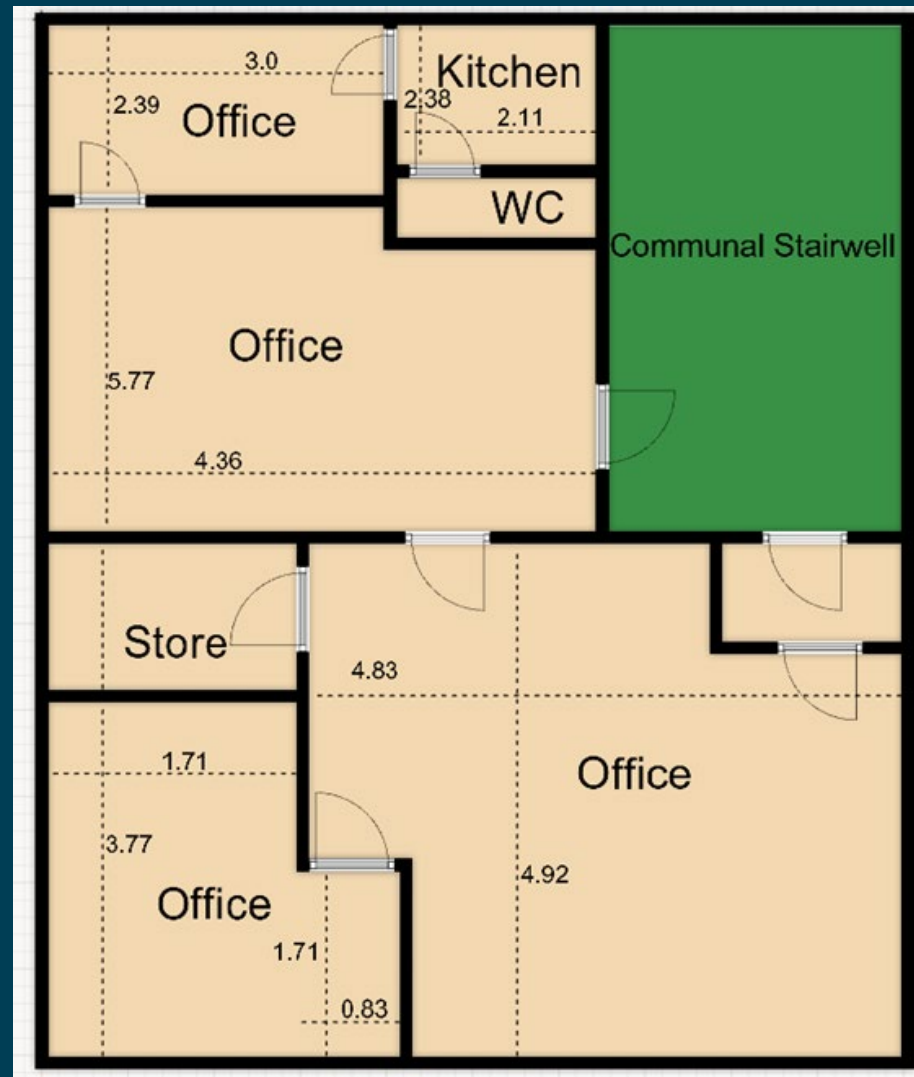 3.0
2.39
Office
Kitchen
2.38
2.11
WC
Communal Stairwell
Office
5.77
4.36
Store
4.83
1.71
Office
3.77
4.92
Office
1.71
0.83